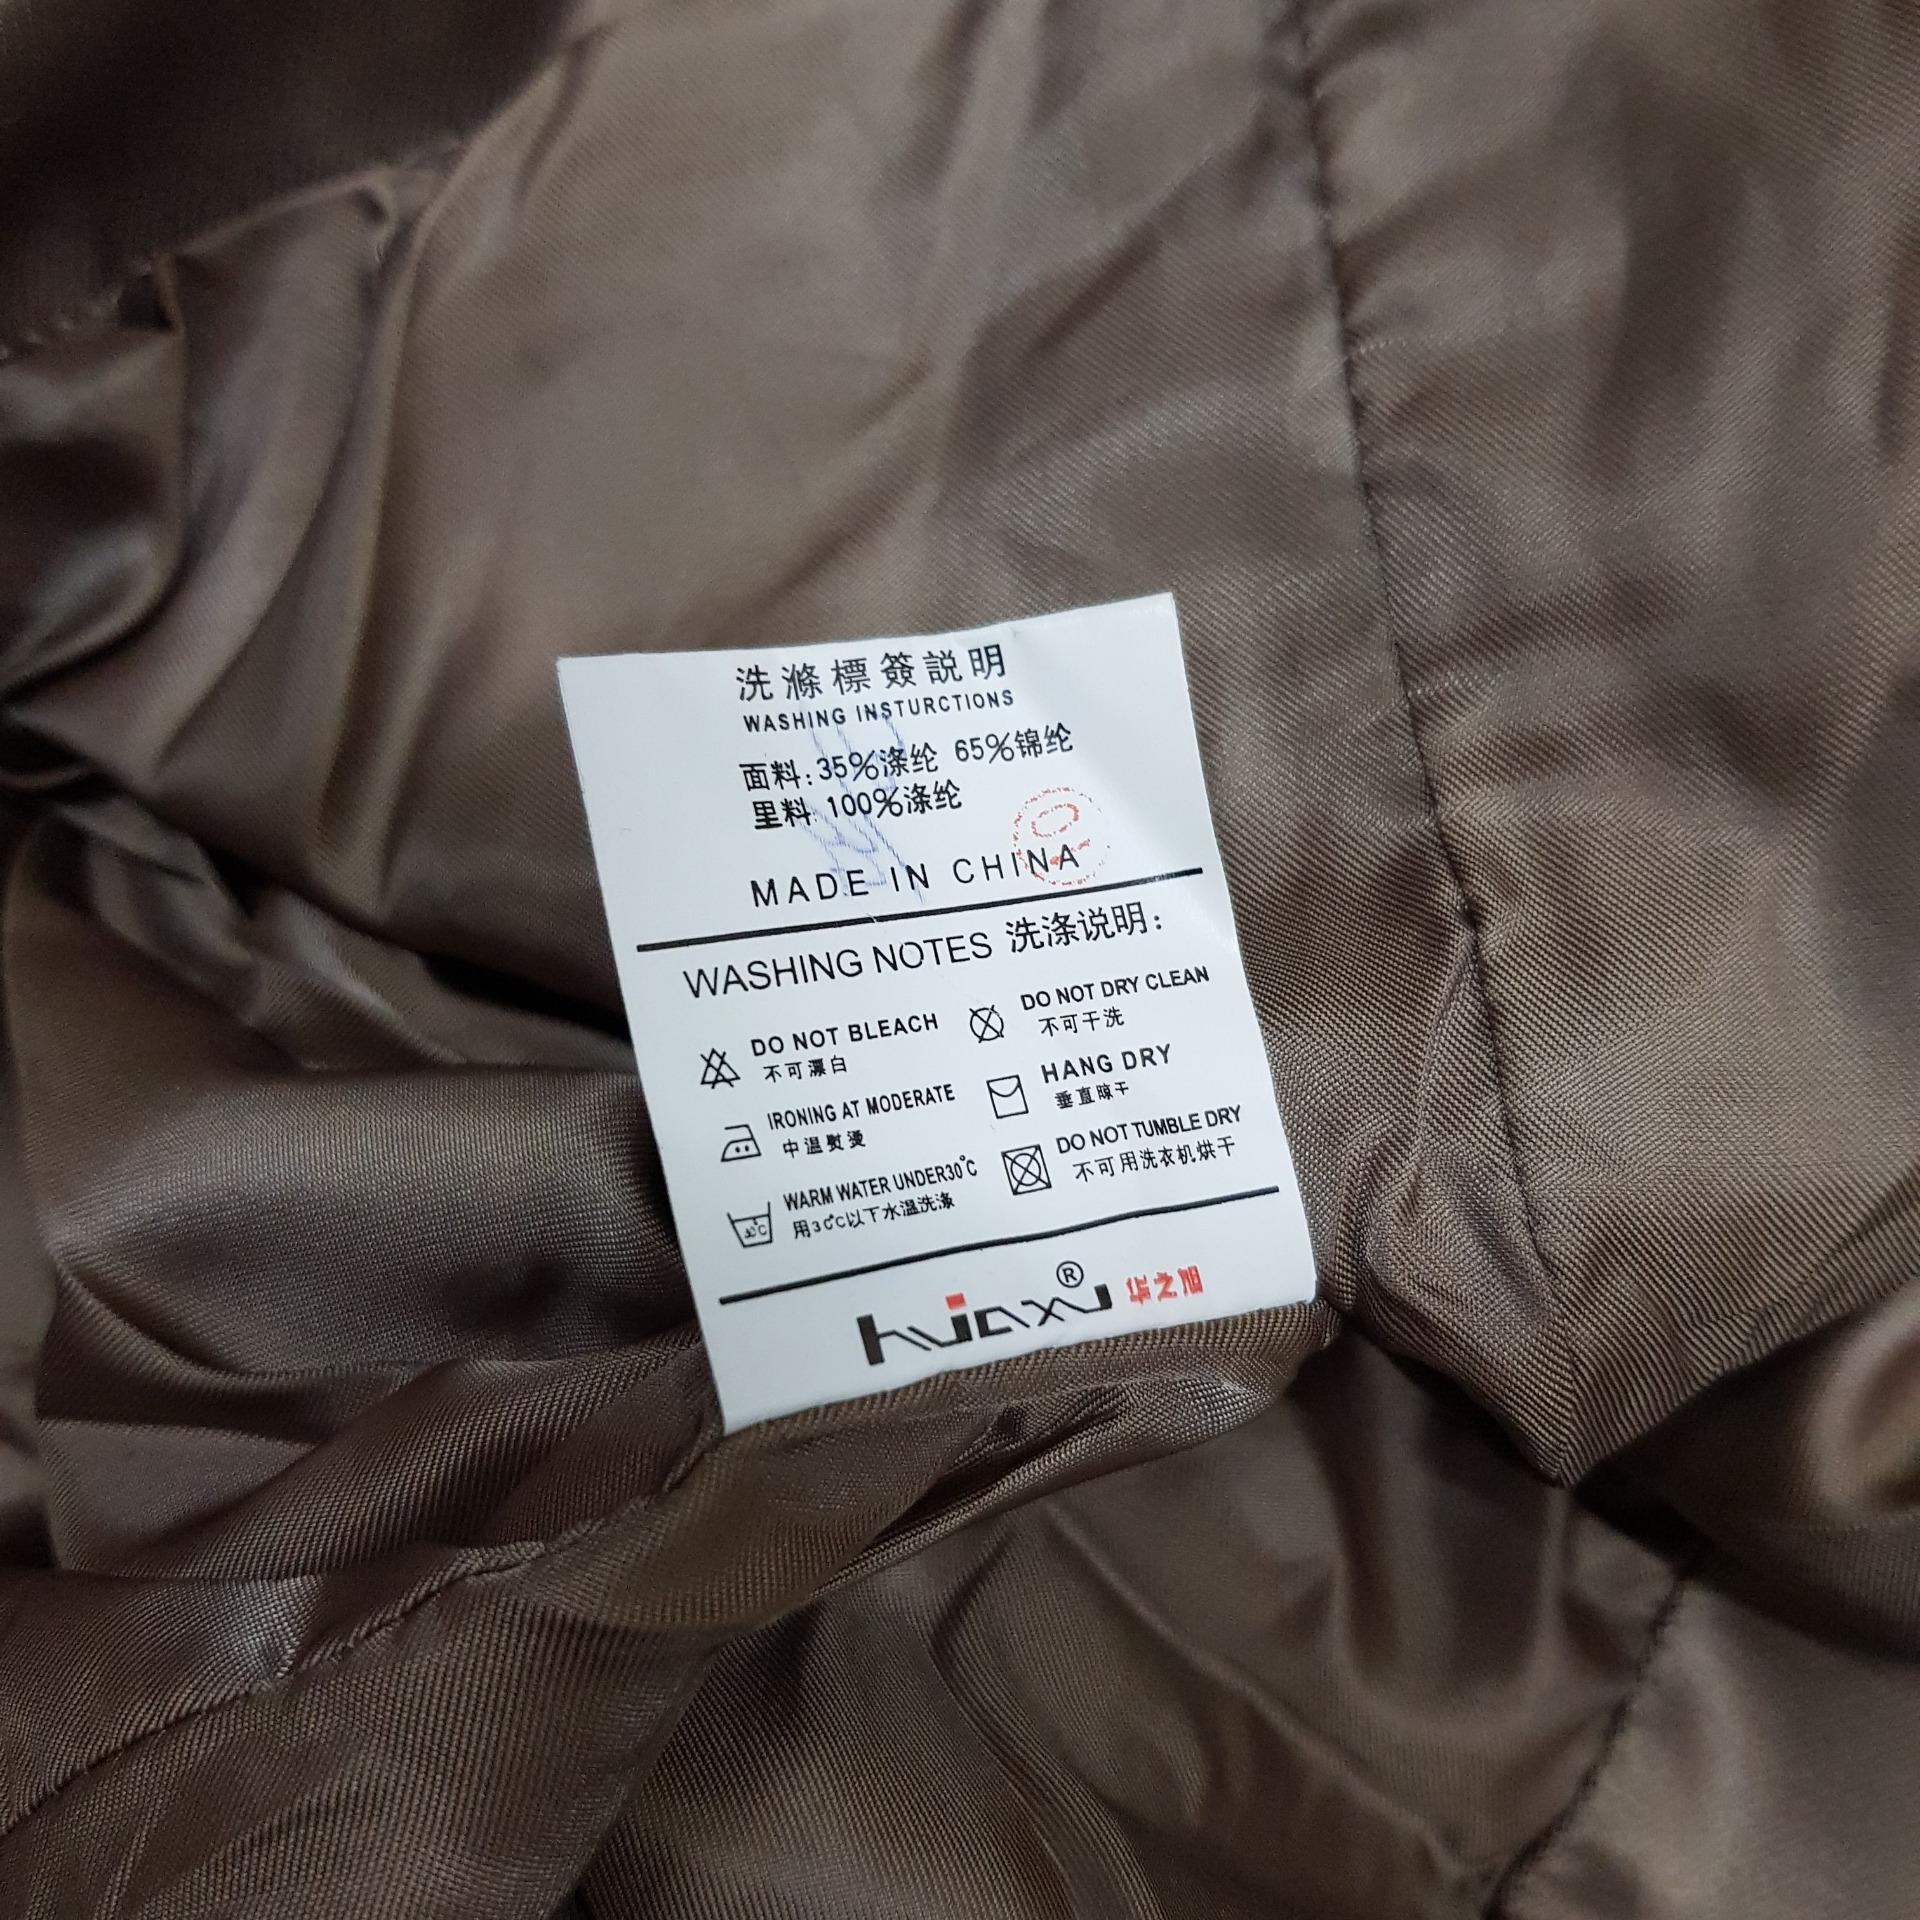 洗滌標簽説明
WASHING INSTURCTIONS
面料:35%涤纶 65%锦纶
里料:100%涤纶
MADE IN CHINA
WASHING NOTES 洗涤说明:
DO NOT BLEACH
不可漂白
DO NOT DRY CLEAN
不可干洗
IRONING AT MODERATE
中温熨烫
HANG DRY
垂直晾干
30°C
WARM WATER UNDER30°C
用30°C以下水温洗涤
DO NOT TUMBLE DRY
不可用洗衣机烘干
huaxu® 华之旭